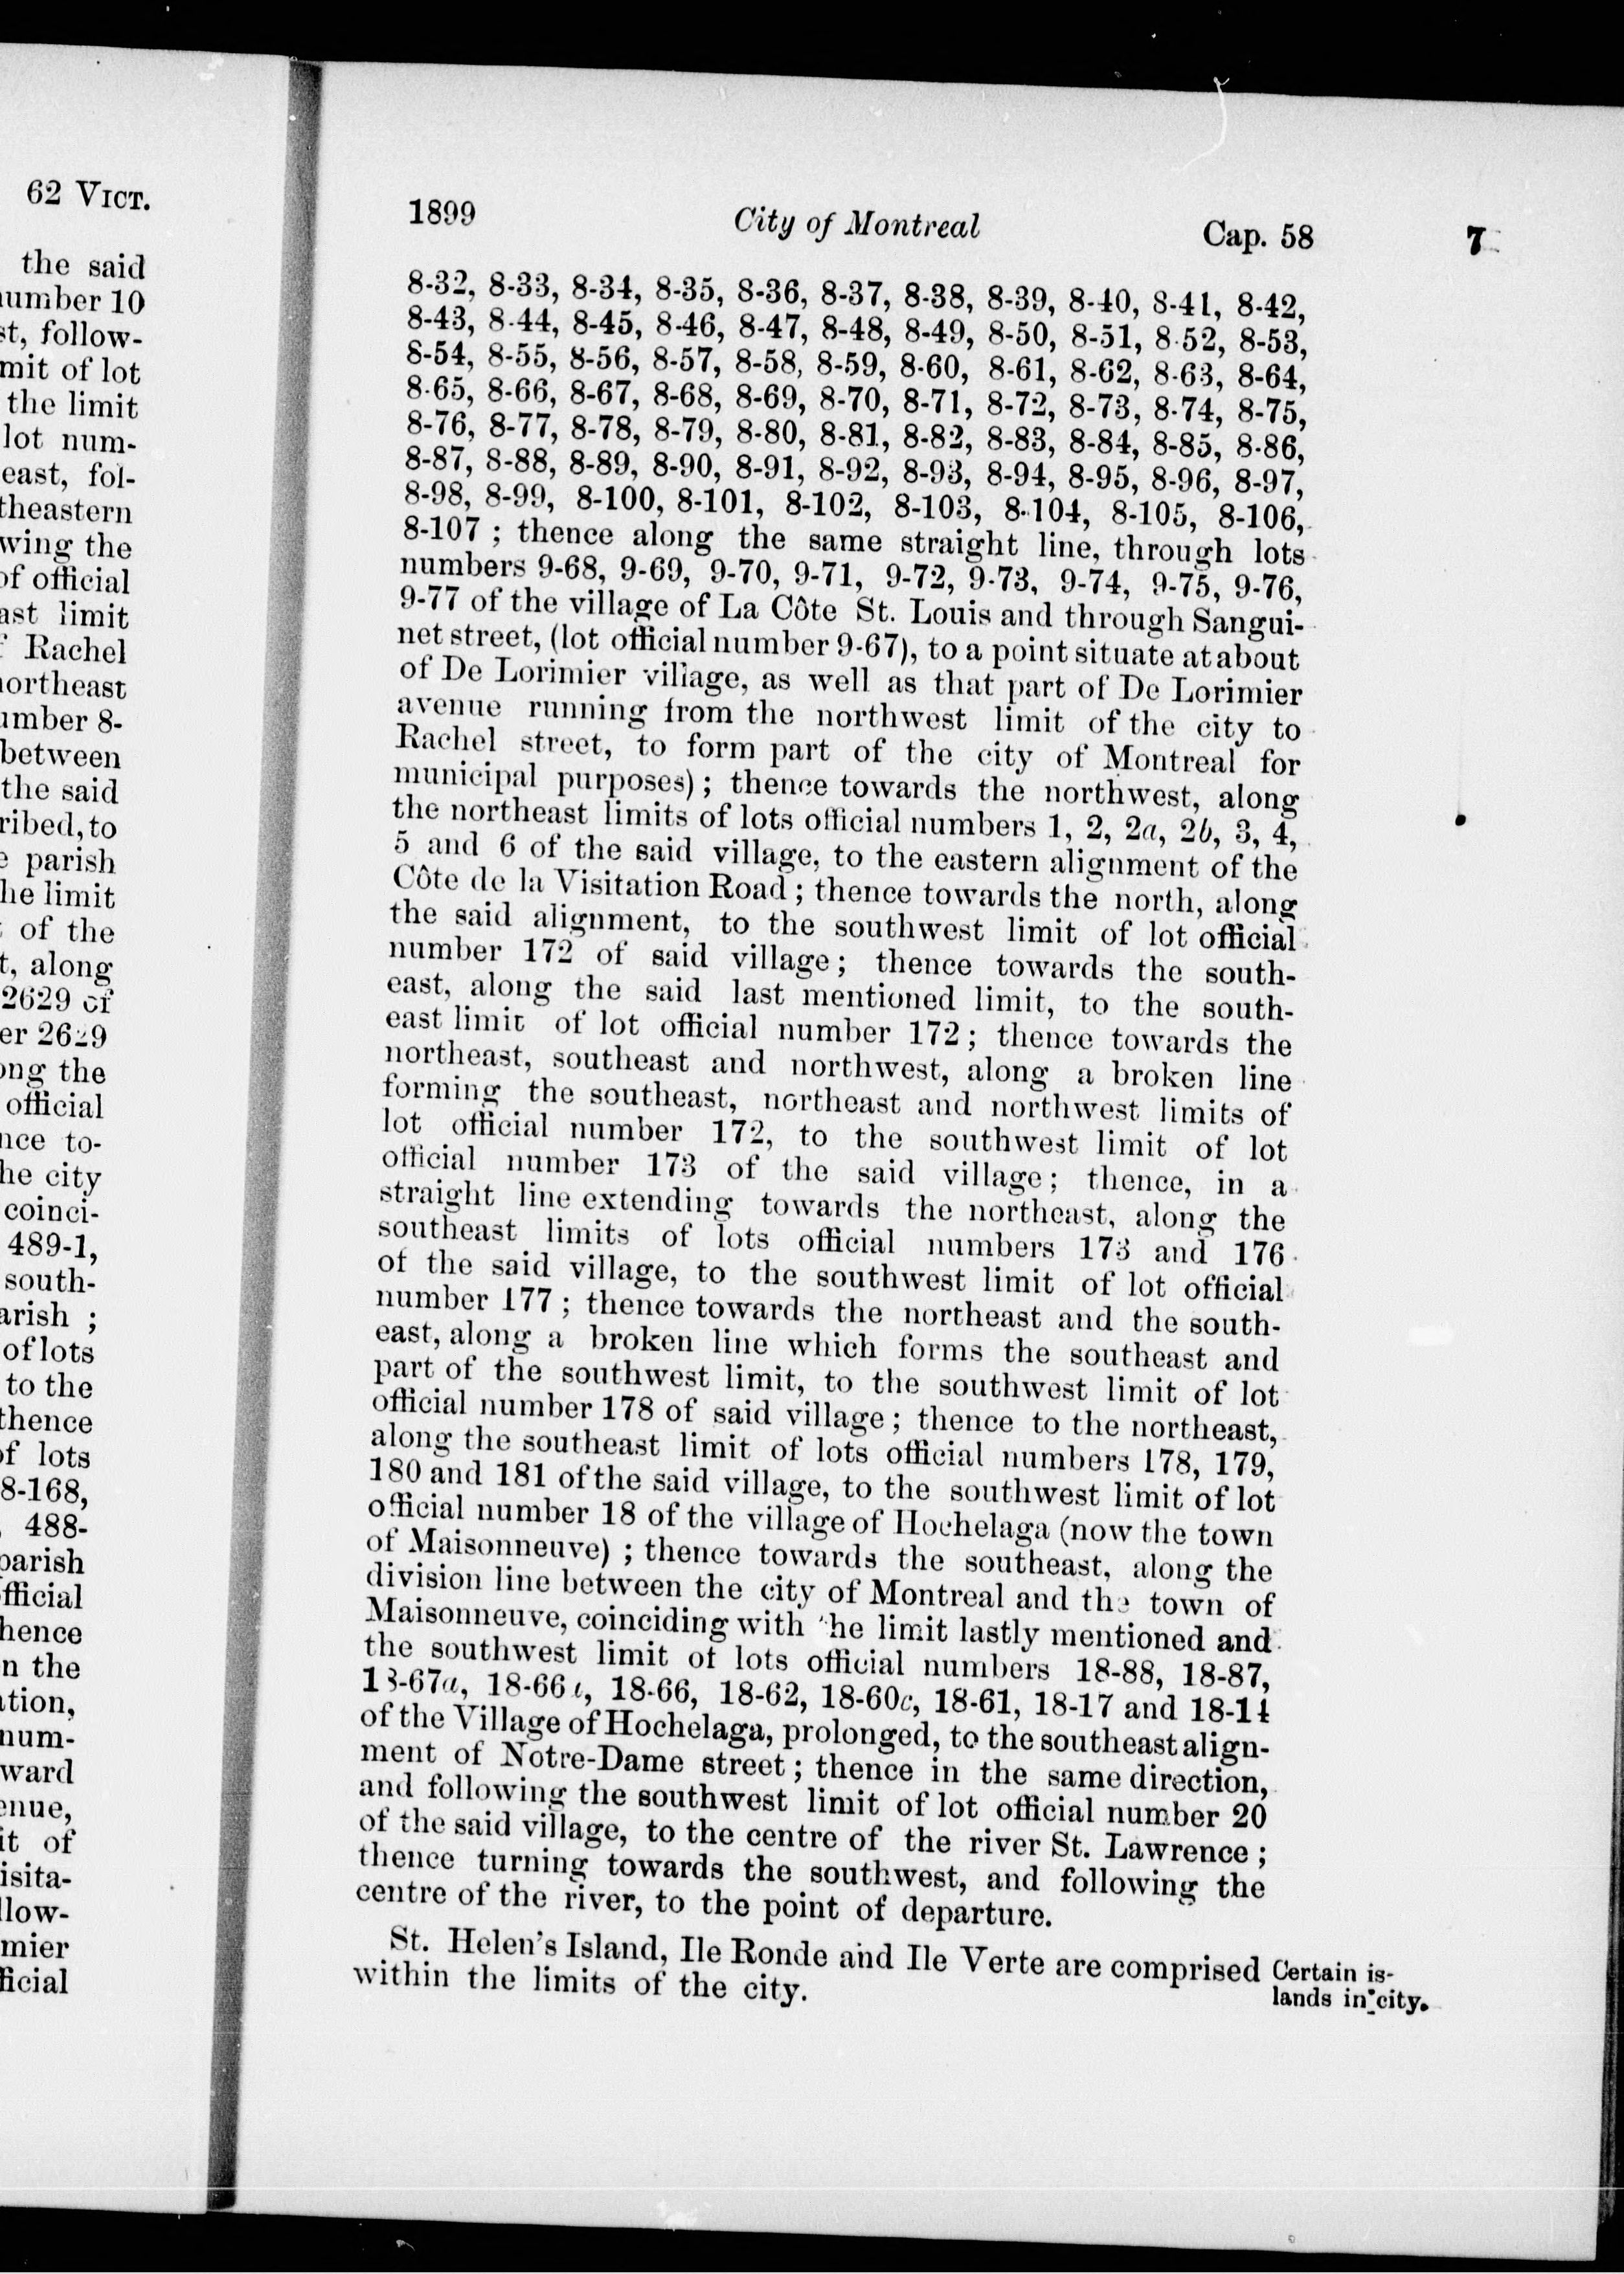 62 VICT.
the said
number 10
st, follow-
mit of lot
the limit
lot num-
east, fol-
theastern
wing the
of official
ast limit
Rachel
northeast
umber 8-
between
the said
ribed, to
parish
he limit
of the
t, along
2629 of
er 2629
ong the
official
nce to-
he city
coinci-
489-1,
south-
arish ;
of lots
to the
thence
of lots
8-168,
488-
parish
fficial
hence
n the
ation,
num-
ward
enue,
it of
isita-
llow-
mier
ficial
1899 City of Montreal Cap. 58 7
8-32, 8-33, 8-34, 8-35, 8-36, 8-37, 8-38, 8-39, 8-40, 8-41, 8-42,
8-43, 8-44, 8-45, 8-46, 8-47, 8-48, 8-49, 8-50, 8-51, 8-52, 8-53,
8-54, 8-55, 8-56, 8-57, 8-58, 8-59, 8-60, 8-61, 8-62, 8-63, 8-64,
8-65, 8-66, 8-67, 8-68, 8-69, 8-70, 8-71, 8-72, 8-73, 8-74, 8-75,
8-76, 8-77, 8-78, 8-79, 8-80, 8-81, 8-82, 8-83, 8-84, 8-85, 8-86,
8-87, 8-88, 8-89, 8-90, 8-91, 8-92, 8-93, 8-94, 8-95, 8-96, 8-97,
8-98, 8-99, 8-100, 8-101, 8-102, 8-103, 8-104, 8-105, 8-106,
8-107 ; thence along the same straight line, through lots
numbers 9-68, 9-69, 9-70, 9-71, 9-72, 9-73, 9-74, 9-75, 9-76,
9-77 of the village of La Côte St. Louis and through Sangui-
net street, (lot official number 9-67), to a point situate at about
of De Lorimier village, as well as that part of De Lorimier
avenue running from the northwest limit of the city to
Rachel street, to form part of the city of Montreal for
municipal purposes) ; thence towards the northwest, along
the northeast limits of lots official numbers 1, 2, 2a, 2b, 3, 4,
5 and 6 of the said village, to the eastern alignment of the
Côte de la Visitation Road ; thence towards the north, along
the said alignment, to the southwest limit of lot official
number 172 of said village ; thence towards the south-
east, along the said last mentioned limit, to the south-
east limit of lot official number 172 ; thence towards the
northeast, southeast and northwest, along a broken line
forming the southeast, northeast and northwest limits of
lot official number 172, to the southwest limit of lot
official number 173 of the said village ; thence, in a
straight line extending towards the northeast, along the
southeast limits of lots official numbers 173 and 176
of the said village, to the southwest limit of lot official
number 177 ; thence towards the northeast and the south-
east, along a broken line which forms the southeast and
part of the southwest limit, to the southwest limit of lot
official number 178 of said village ; thence to the northeast,
along the southeast limit of lots official numbers 178, 179,
180 and 181 of the said village, to the southwest limit of lot
official number 18 of the village of Hochelaga (now the town
of Maisonneuve) ; thence towards the southeast, along the
division line between the city of Montreal and the town of
Maisonneuve, coinciding with the limit lastly mentioned and
the southwest limit of lots official numbers 18-88, 18-87,
18-67a, 18-66, 18-62, 18-60c, 18-61, 18-17 and 18-14
of the Village of Hochelaga, prolonged, to the southeast align-
ment of Notre-Dame street ; thence in the same direction,
and following the southwest limit of lot official number 20
of the said village, to the centre of the river St. Lawrence ;
thence turning towards the southwest, and following the
centre of the river, to the point of departure.
St. Helen's Island, Ile Ronde and Ile Verte are comprised
within the limits of the city.
Certain is-
lands in city.